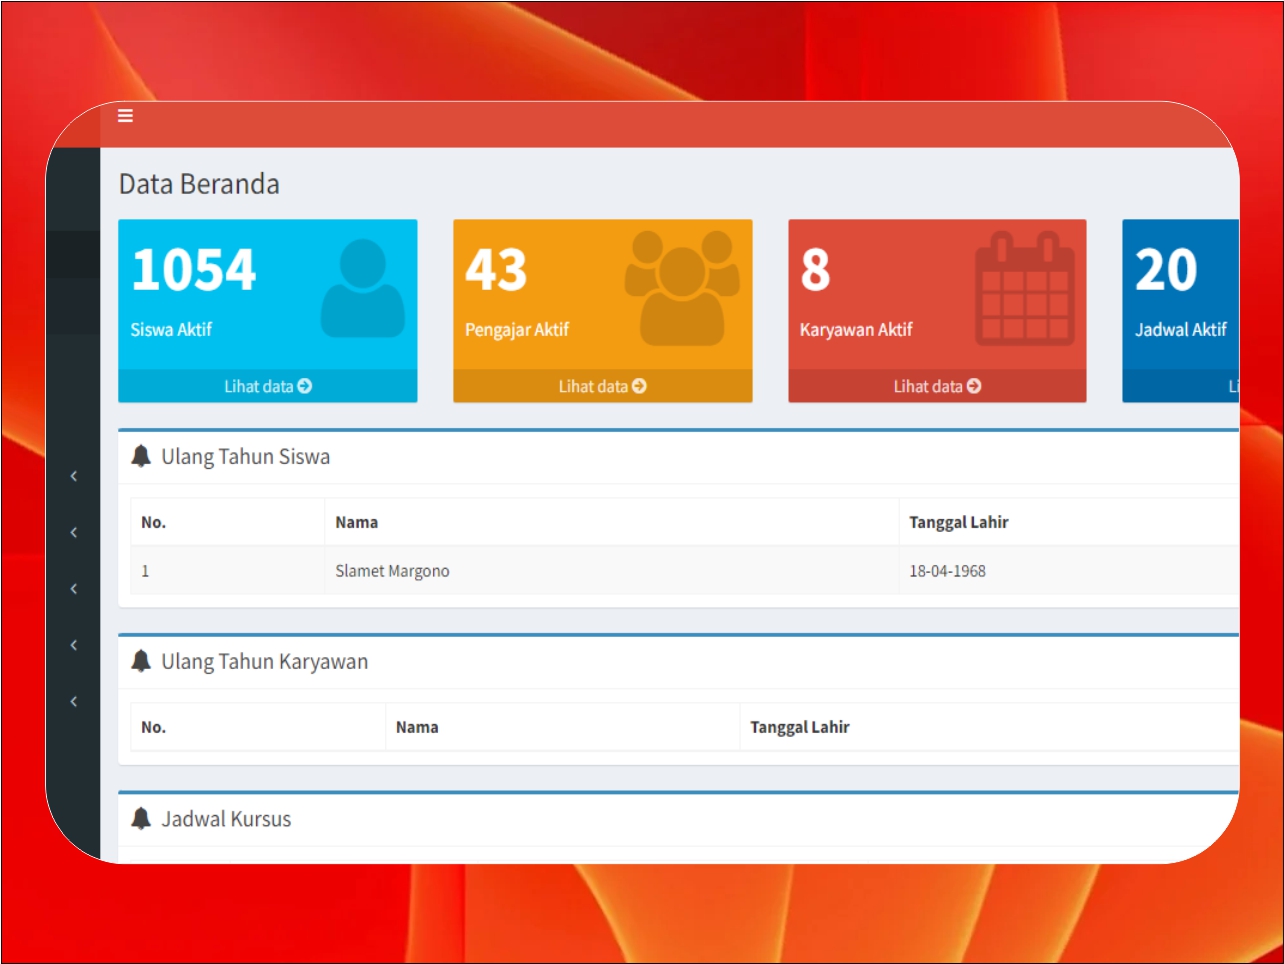 Data Beranda
1054
Siswa Aktif
Lihat data
43
Pengajar Aktif
Lihat data
8
Karyawan Aktif
Lihat data
20
Jadwal Aktif
Ulang Tahun Siswa
No. Nama Tanggal Lahir
1 Slamet Margono 18-04-1968
Ulang Tahun Karyawan
No. Nama Tanggal Lahir
Jadwal Kursus